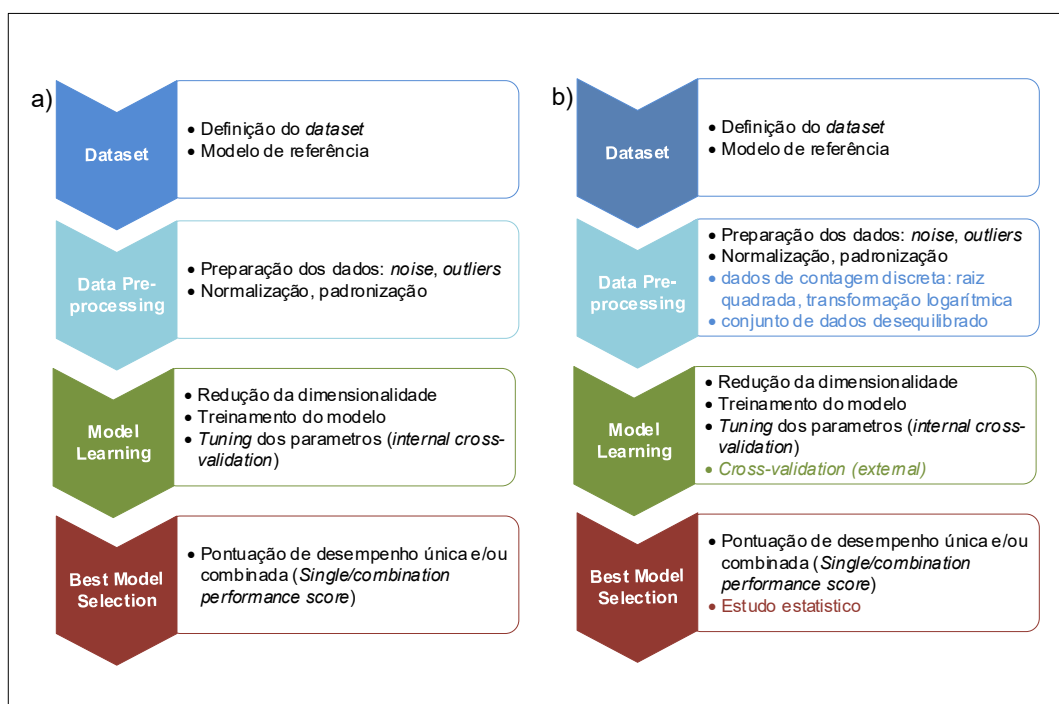 a)
Dataset
• Definição do dataset
• Modelo de referência
Data Pre-
processing
• Preparação dos dados: noise, outliers
• Normalização, padronização
Model
Learning
• Redução da dimensionalidade
• Treinamento do modelo
• Tuning dos parametros (internal cross-
validation)
Best Model
Selection
• Pontuação de desempenho única e/ou
combinada (Single/combination
performance score)
b)
Dataset
• Definição do dataset
• Modelo de referência
Data Pre-
processing
• Preparação dos dados: noise, outliers
• Normalização, padronização
• dados de contagem discreta: raiz
quadrada, transformação logarítmica
• conjunto de dados desequilibrado
Model
Learning
• Redução da dimensionalidade
• Treinamento do modelo
• Tuning dos parametros (internal cross-
validation)
• Cross-validation (external)
Best Model
Selection
• Pontuação de desempenho única e/ou
combinada (Single/combination
performance score)
• Estudo estatistico